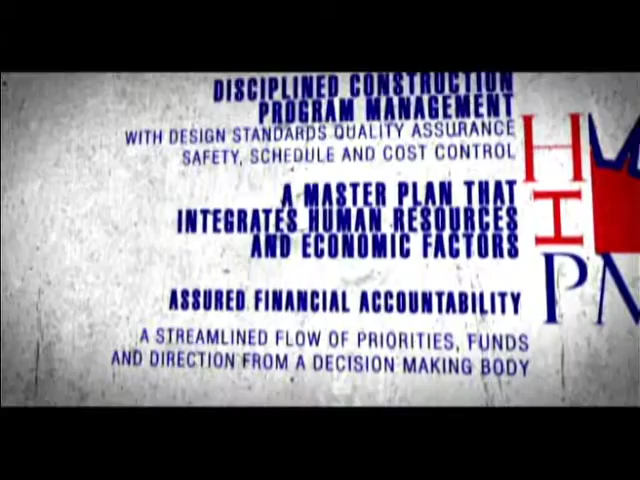 DISCIPLINED CONSTRUCTION
PROGRAM MANAGEMENT
WITH DESIGN STANDARDS QUALITY ASSURANCE
SAFETY, SCHEDULE AND COST CONTROL
A MASTER PLAN THAT
INTEGRATES HUMAN RESOURCES
AND ECONOMIC FACTORS
ASSURED FINANCIAL ACCOUNTABILITY
A STREAMLINED FLOW OF PRIORITIES, FUNDS
AND DIRECTION FROM A DECISION MAKING BODY
H
I
P